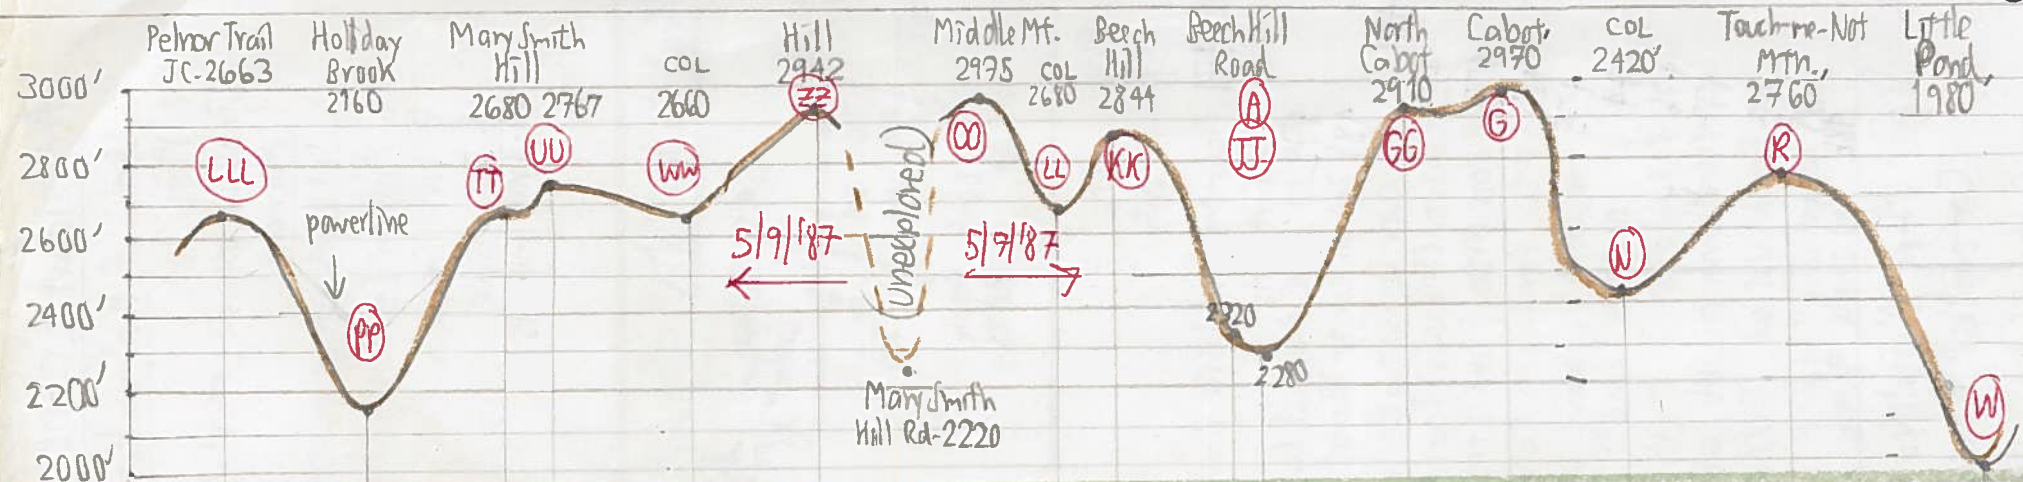 Pelnor Trail
JC-2663
Holliday
Brook
2160
Mary Smith
Hill
2680 2767
COL
2660
Hill
2942
Middle Mt.
2975
COL
2680
Beech
Hill
2844
Beech Hill
Road
North
Cabot
2910
Cabot,
2970
COL
2420'
Touch-me-Not
Mtn.,
2760
Little
Pond,
1980
3000'
2800'
2600'
2400'
2200'
2000'
LLL
powerline
PP
TT
UU
WW
ZZ
5/9/'87
Unexplored
Mary Smith
Hill Rd-2220
OO
5/9/'87
LL
KK
A
JJ
2220
2280
GG
G
N
R
W